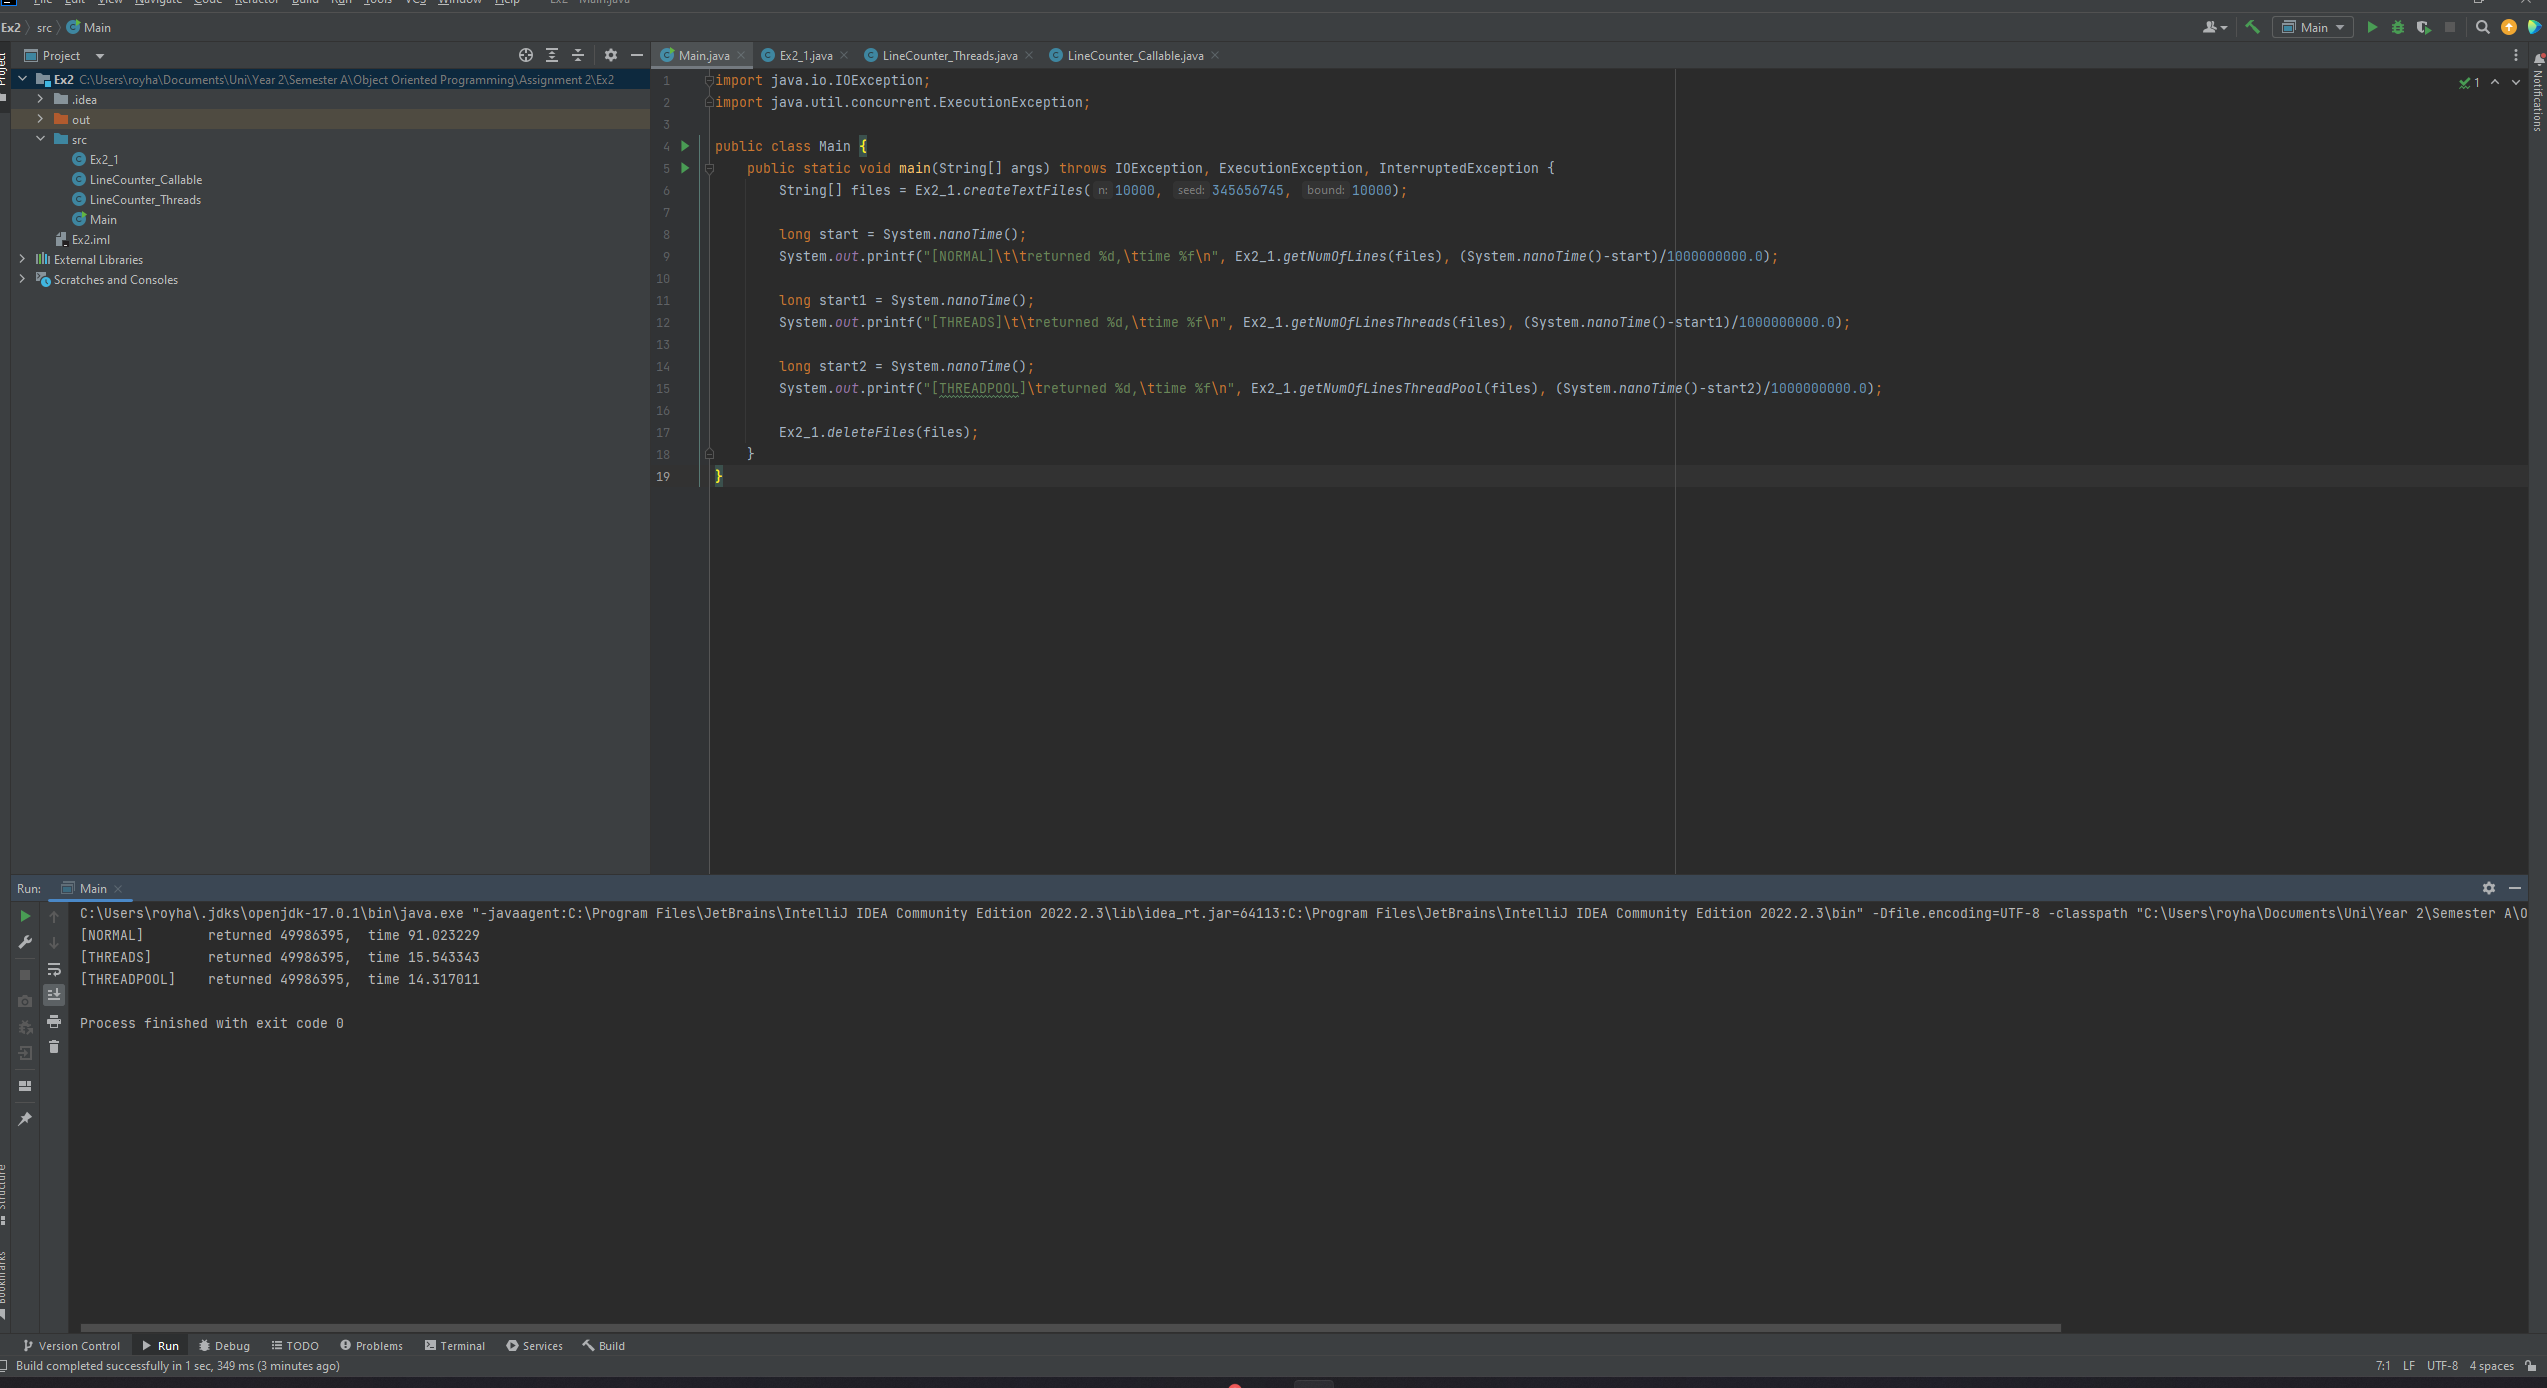 File Edit View Navigate Code Refactor Build Run Tools VCS Window Help Ex2 - Main.java
Ex2 src Main Main
Project
Project
Main.java Ex2_1.java LineCounter_Threads.java LineCounter_Callable.java
Notifications
Ex2 C:\Users\royha\Documents\Uni\Year 2\Semester A\Object Oriented Programming\Assignment 2\Ex2
.idea
out
src
Ex2_1
LineCounter_Callable
LineCounter_Threads
Main
Ex2.iml
External Libraries
Scratches and Consoles
1
1 import java.io.IOException;
2 import java.util.concurrent.ExecutionException;
3
4 public class Main {
5 public static void main(String[] args) throws IOException, ExecutionException, InterruptedException {
6 String[] files = Ex2_1.createTextFiles( n: 10000, seed: 345656745, bound: 10000);
7
8 long start = System.nanoTime();
9 System.out.printf("[NORMAL]\t\treturned %d,\ttime %f\n", Ex2_1.getNumOfLines(files), (System.nanoTime()-start)/1000000000.0);
10
11 long start1 = System.nanoTime();
12 System.out.printf("[THREADS]\t\treturned %d,\ttime %f\n", Ex2_1.getNumOfLinesThreads(files), (System.nanoTime()-start1)/1000000000.0);
13
14 long start2 = System.nanoTime();
15 System.out.printf("[THREADPOOL]\treturned %d,\ttime %f\n", Ex2_1.getNumOfLinesThreadPool(files), (System.nanoTime()-start2)/1000000000.0);
16
17 Ex2_1.deleteFiles(files);
18 }
19 }
Run: Main
C:\Users\royha\.jdks\openjdk-17.0.1\bin\java.exe "-javaagent:C:\Program Files\JetBrains\IntelliJ IDEA Community Edition 2022.2.3\lib\idea_rt.jar=64113:C:\Program Files\JetBrains\IntelliJ IDEA Community Edition 2022.2.3\bin" -Dfile.encoding=UTF-8 -classpath "C:\Users\royha\Documents\Uni\Year 2\Semester A\O
[NORMAL] returned 49986395, time 91.023229
[THREADS] returned 49986395, time 15.543343
[THREADPOOL] returned 49986395, time 14.317011
Process finished with exit code 0
Structure
Bookmarks
Version Control Run Debug TODO Problems Terminal Services Build
Build completed successfully in 1 sec, 349 ms (3 minutes ago) 7:1 LF UTF-8 4 spaces